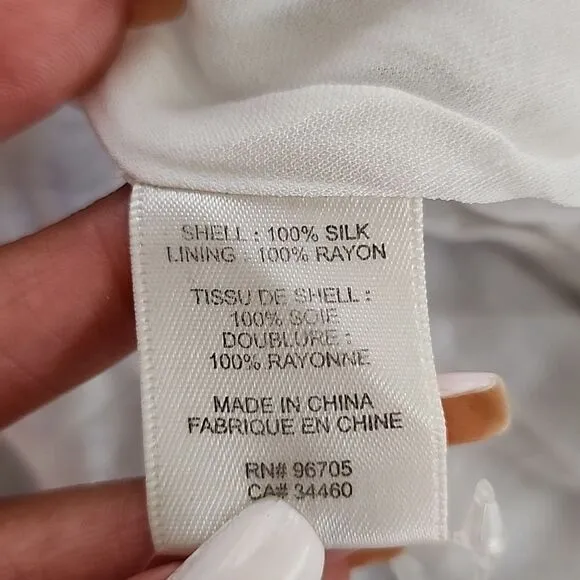 SHELL : 100% SILK
LINING : 100% RAYON
TISSU DE SHELL :
100% SOIE
DOUBLURE :
100% RAYONNE
MADE IN CHINA
FABRIQUE EN CHINE
RN# 96705
CA# 34460